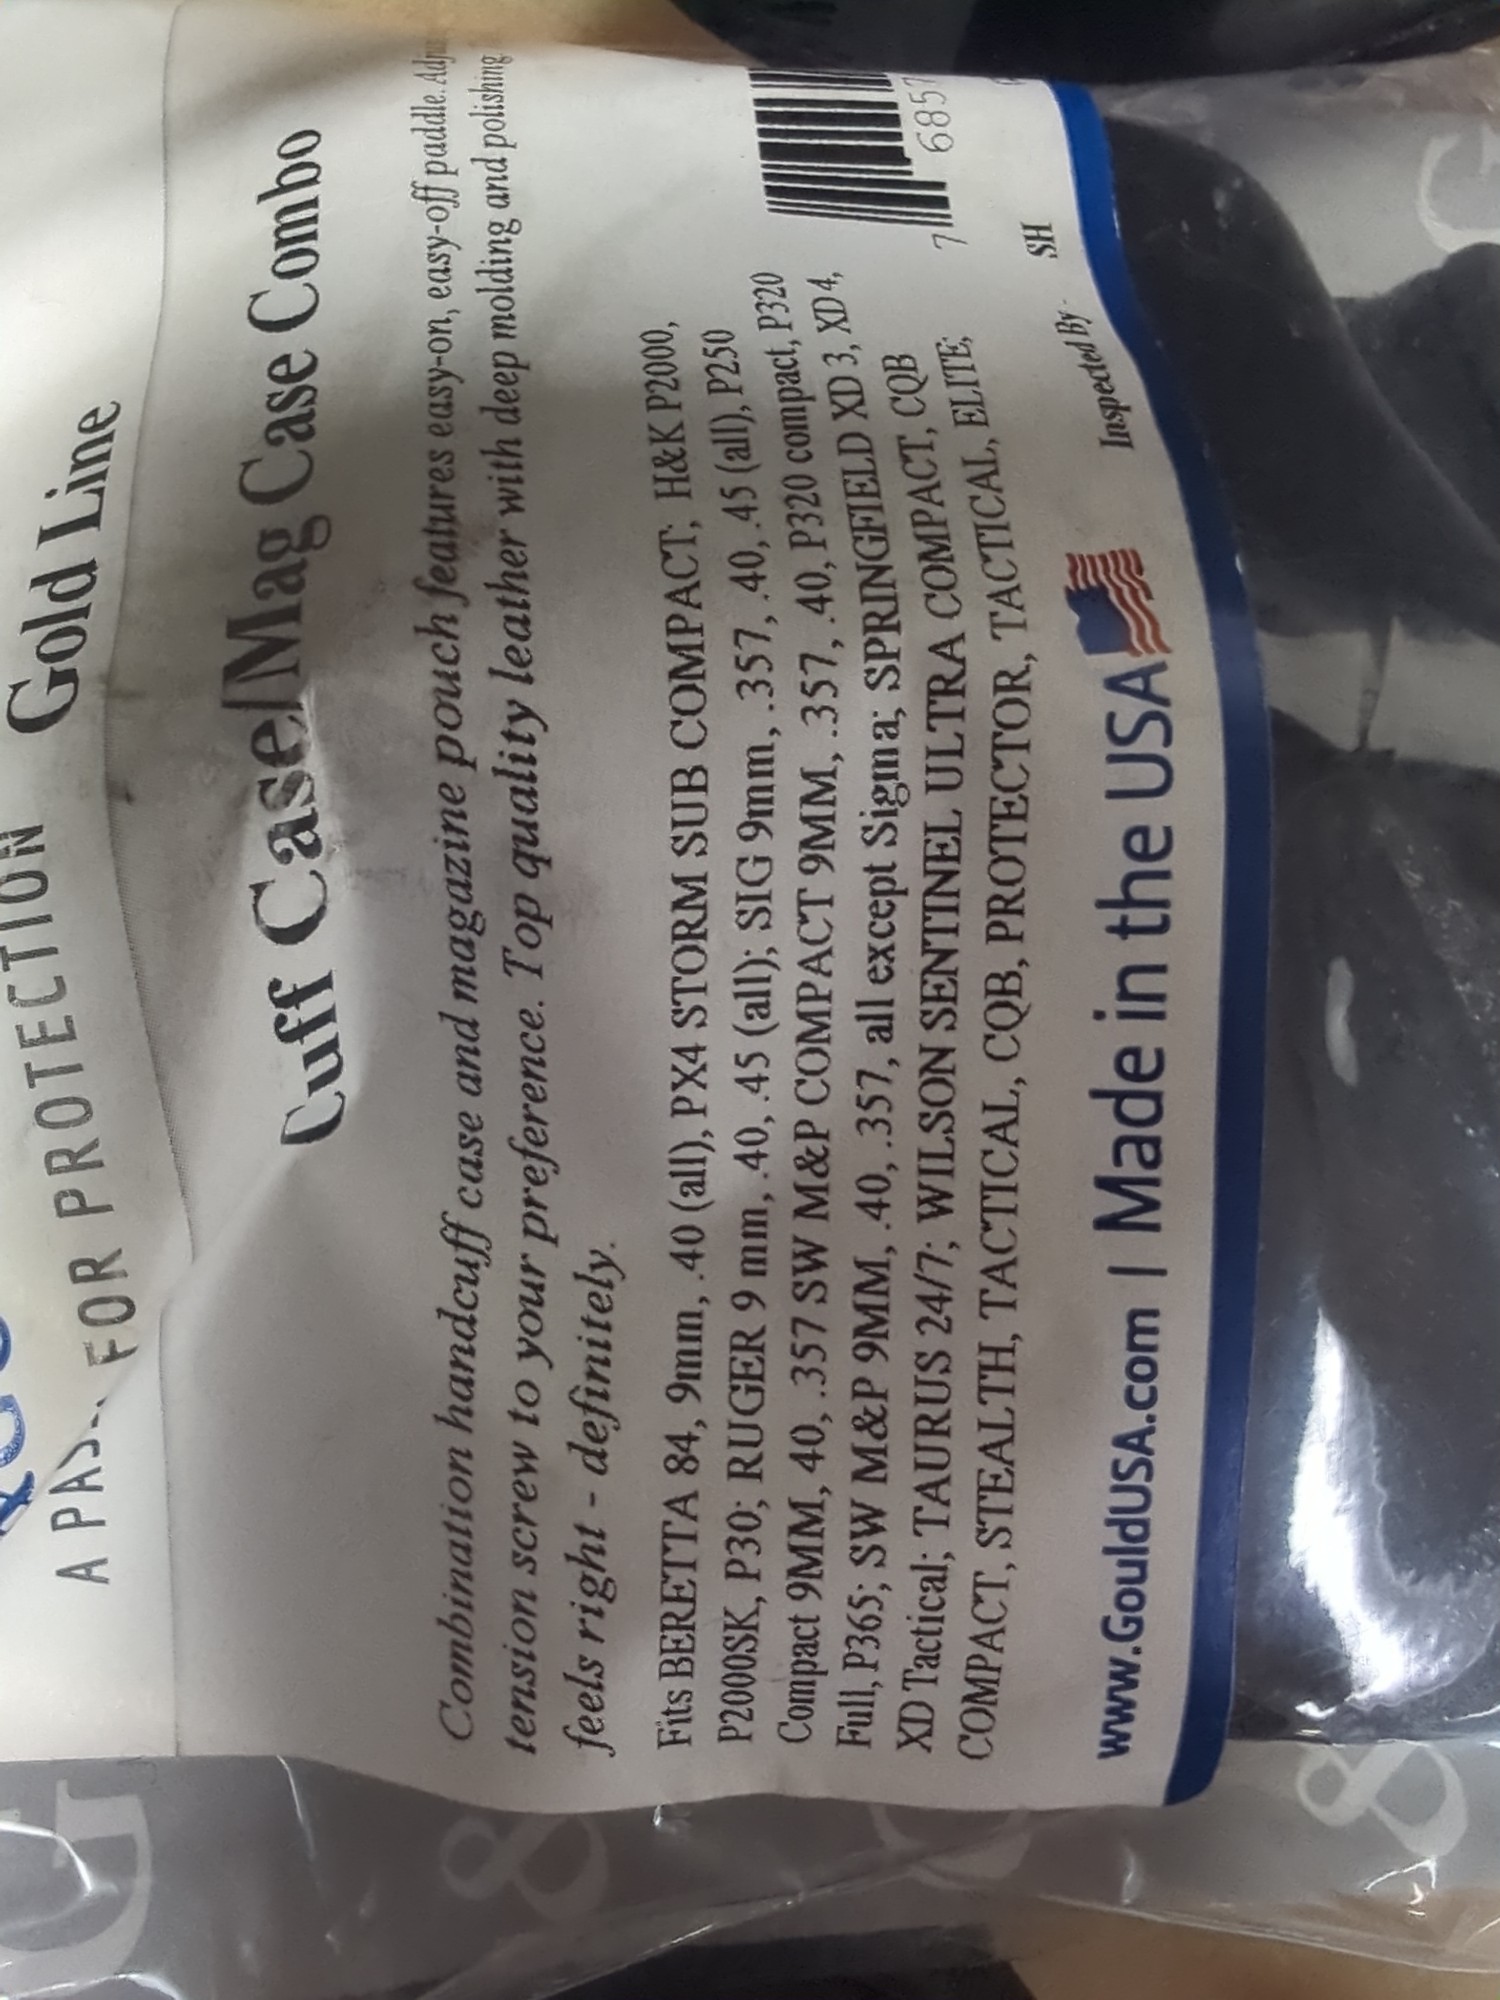 A PAS FOR PROTECTION
Gold Line
Cuff Case/Mag Case Combo
Combination handcuff case and magazine pouch features easy-on, easy-off paddle.
tension screw to your preference. Top quality leather with deep molding and polishing
feels right - definitely.
Fits BERETTA 84, 9mm, .40 (all), PX4 STORM SUB COMPACT; H&K P2000,
P2000SK, P30; RUGER 9 mm, .40, .45 (all); SIG 9mm, .357, .40, .45 (all), P250
Compact 9MM, 40, .357 SW M&P COMPACT 9MM, .357, .40, P320 compact, P320
Full, P365; SW M&P 9MM, .40, .357, all except Sigma; SPRINGFIELD XD 3, XD 4,
XD Tactical; TAURUS 24/7; WILSON SENTINEL ULTRA COMPACT, CQB
COMPACT, STEALTH, TACTICAL, CQB, PROTECTOR, TACTICAL, ELITE;
7 6857
Inspected By - SH
www.GouldUSA.com | Made in the USA
G
&
&
G